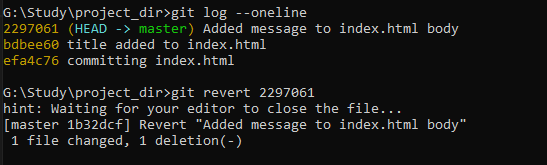 G:\Study\project_dir>git log --oneline
2297061 (HEAD -> master) Added message to index.html body
bdbee60 title added to index.html
efa4c76 committing index.html
G:\Study\project_dir>git revert 2297061
hint: Waiting for your editor to close the file...
[master 1b32dcf] Revert "Added message to index.html body"
 1 file changed, 1 deletion(-)